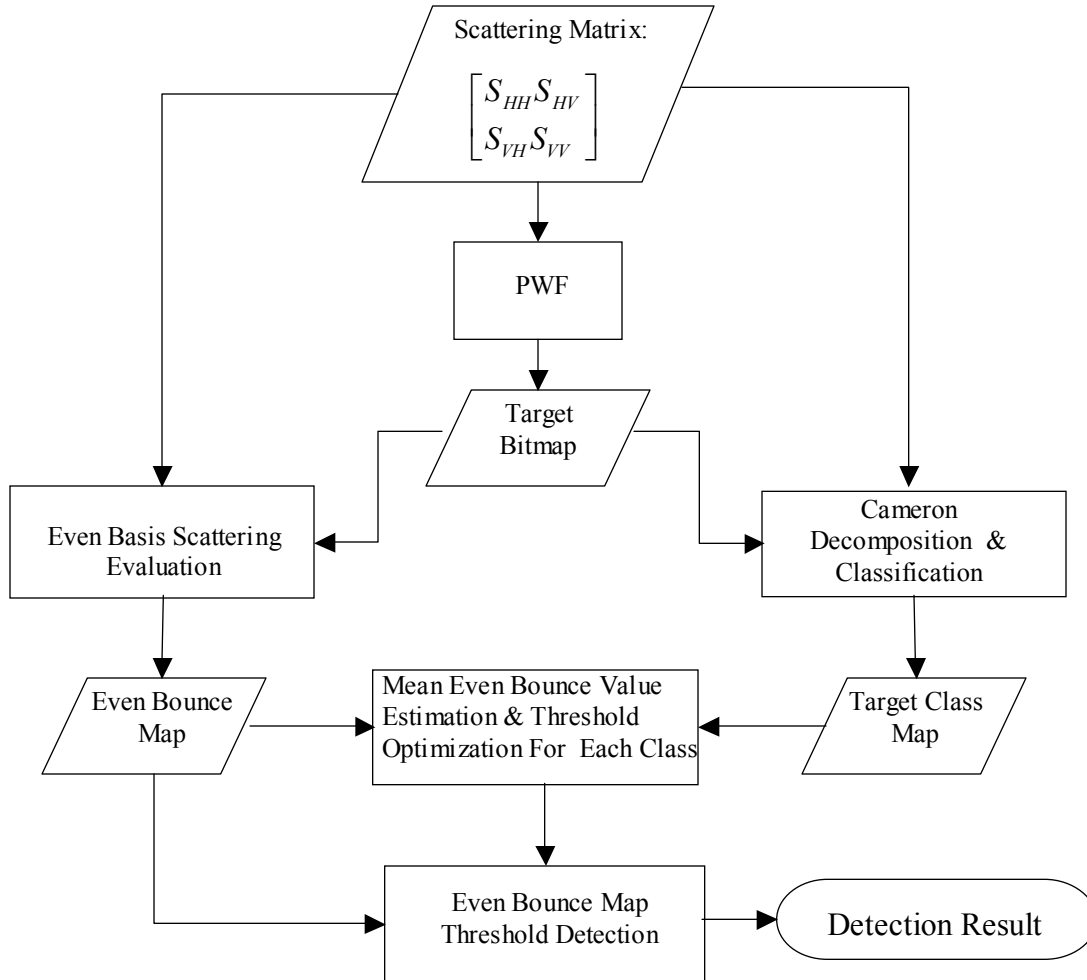 Scattering Matrix:
S_HH S_HV
S_VH S_VV
PWF
Target
Bitmap
Even Basis Scattering
Evaluation
Cameron
Decomposition &
Classification
Even Bounce
Map
Mean Even Bounce Value
Estimation & Threshold
Optimization For Each Class
Target Class
Map
Even Bounce Map
Threshold Detection
Detection Result